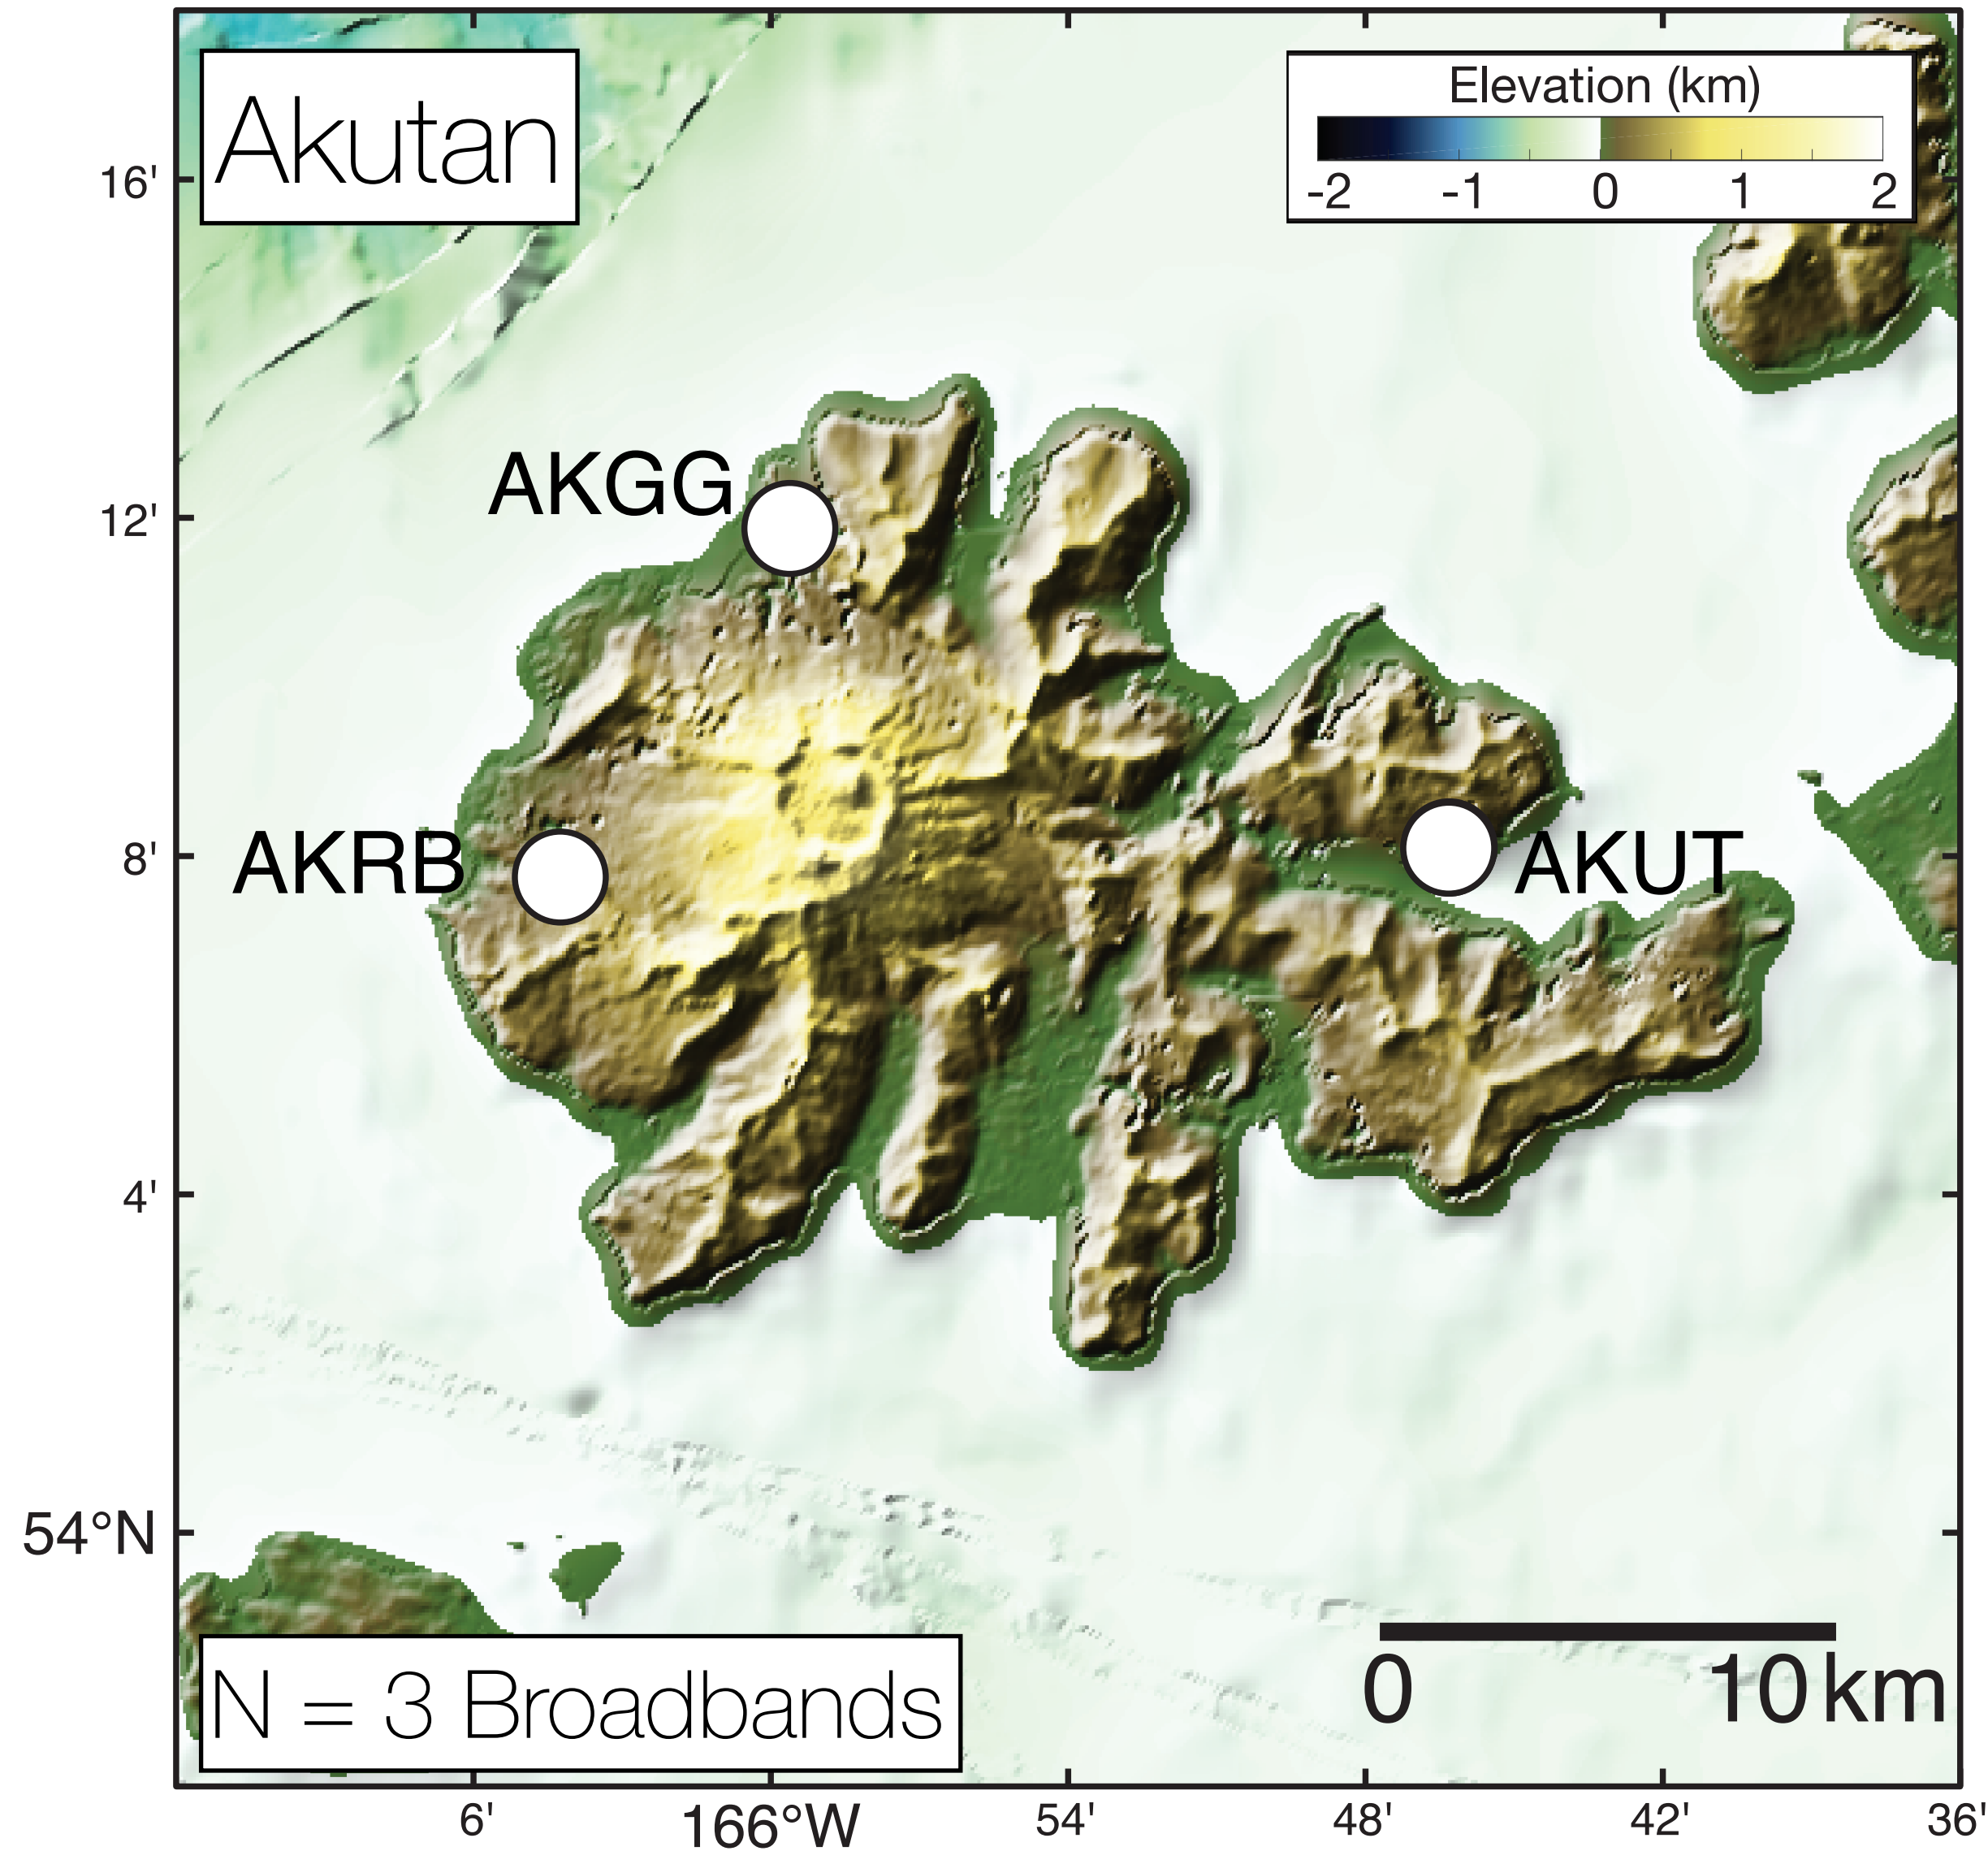 Akutan
Elevation (km)
-2 -1 0 1 2
16'
12'
AKGG
8'
AKRB
AKUT
4'
54°N
N = 3 Broadbands
0 10 km
6' 166°W 54' 48' 42' 36'